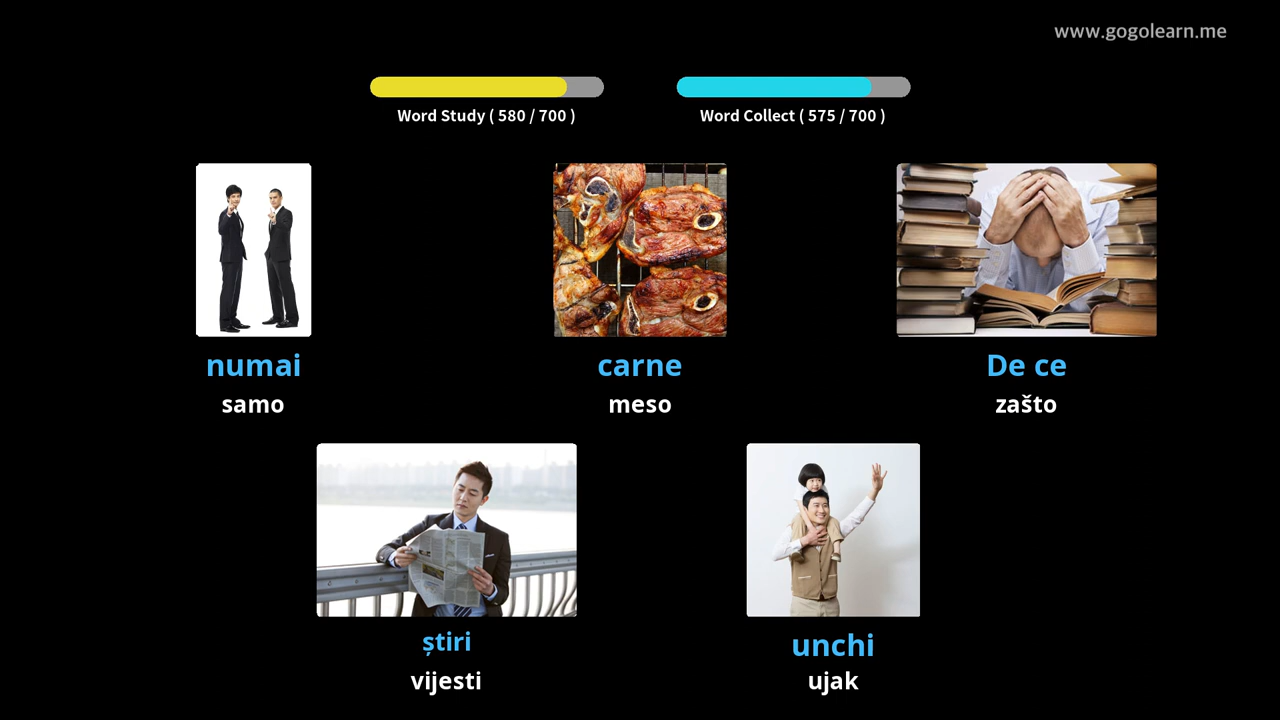 www.gogolearn.me
Word Study ( 580 / 700 )
Word Collect ( 575 / 700 )
numai
samo
carne
meso
De ce
zašto
știri
vijesti
unchi
ujak